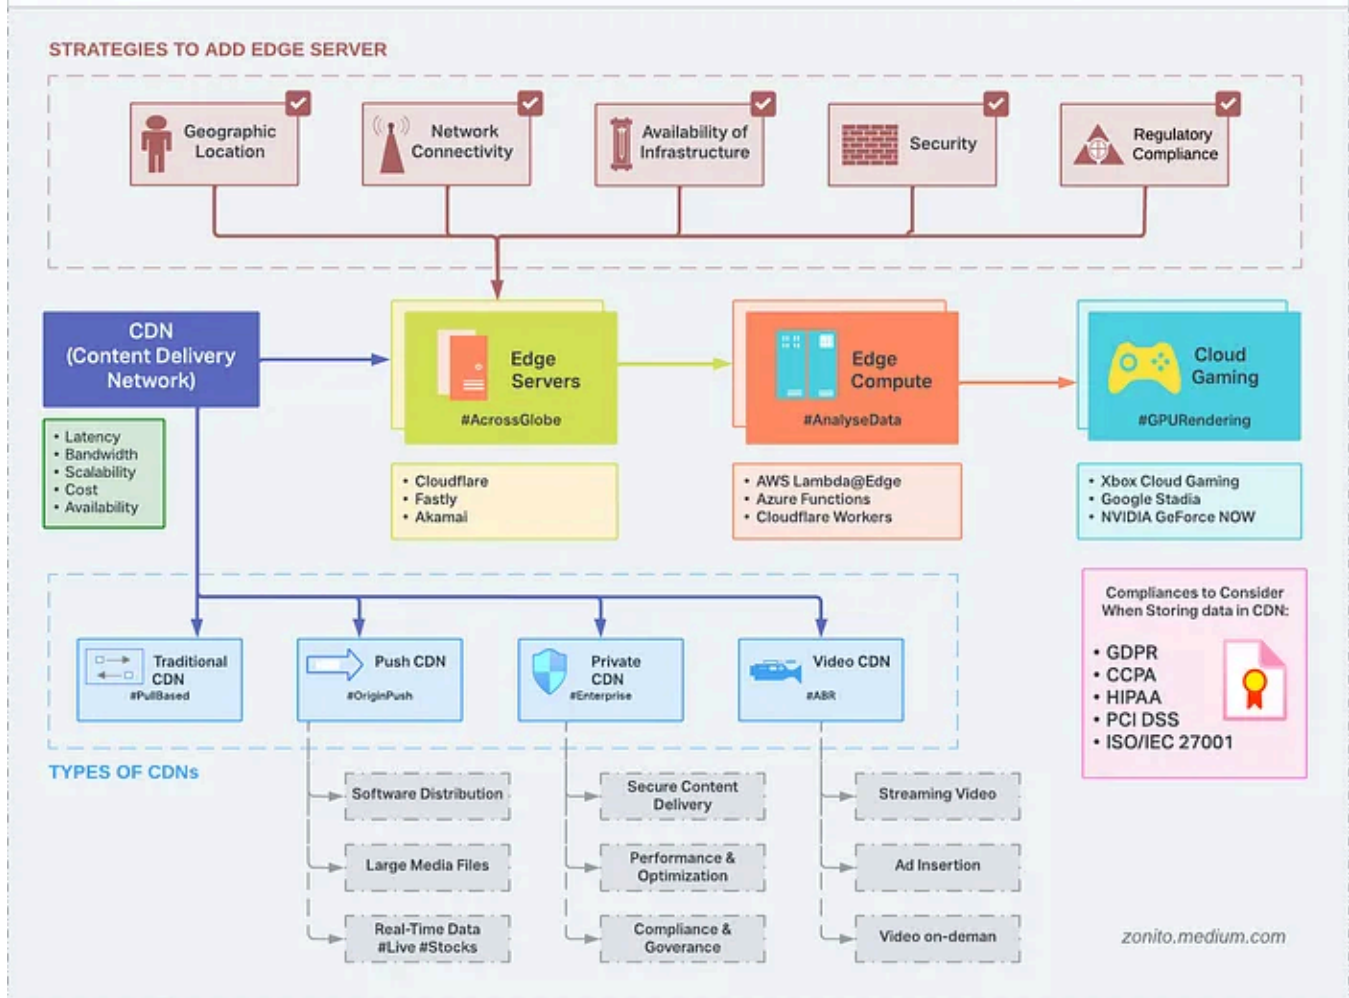 STRATEGIES TO ADD EDGE SERVER
Geographic
Location
Network
Connectivity
Availability of
Infrastructure
Security
Regulatory
Compliance
CDN
(Content Delivery
Network)
Edge
Servers
#AcrossGlobe
Edge
Compute
#AnalyseData
Cloud
Gaming
#GPURendering
• Latency
• Bandwidth
• Scalability
• Cost
• Availability
• Cloudflare
• Fastly
• Akamai
• AWS Lambda@Edge
• Azure Functions
• Cloudflare Workers
• Xbox Cloud Gaming
• Google Stadia
• NVIDIA GeForce NOW
Traditional
CDN
#PullBased
Push CDN
#OriginPush
Private
CDN
#Enterprise
Video CDN
#ABR
TYPES OF CDNs
Software Distribution
Large Media Files
Real-Time Data
#Live #Stocks
Secure Content
Delivery
Performance &
Optimization
Compliance &
Goverance
Streaming Video
Ad Insertion
Video on-deman
Compliances to Consider
When Storing data in CDN:
• GDPR
• CCPA
• HIPAA
• PCI DSS
• ISO/IEC 27001
zonito.medium.com